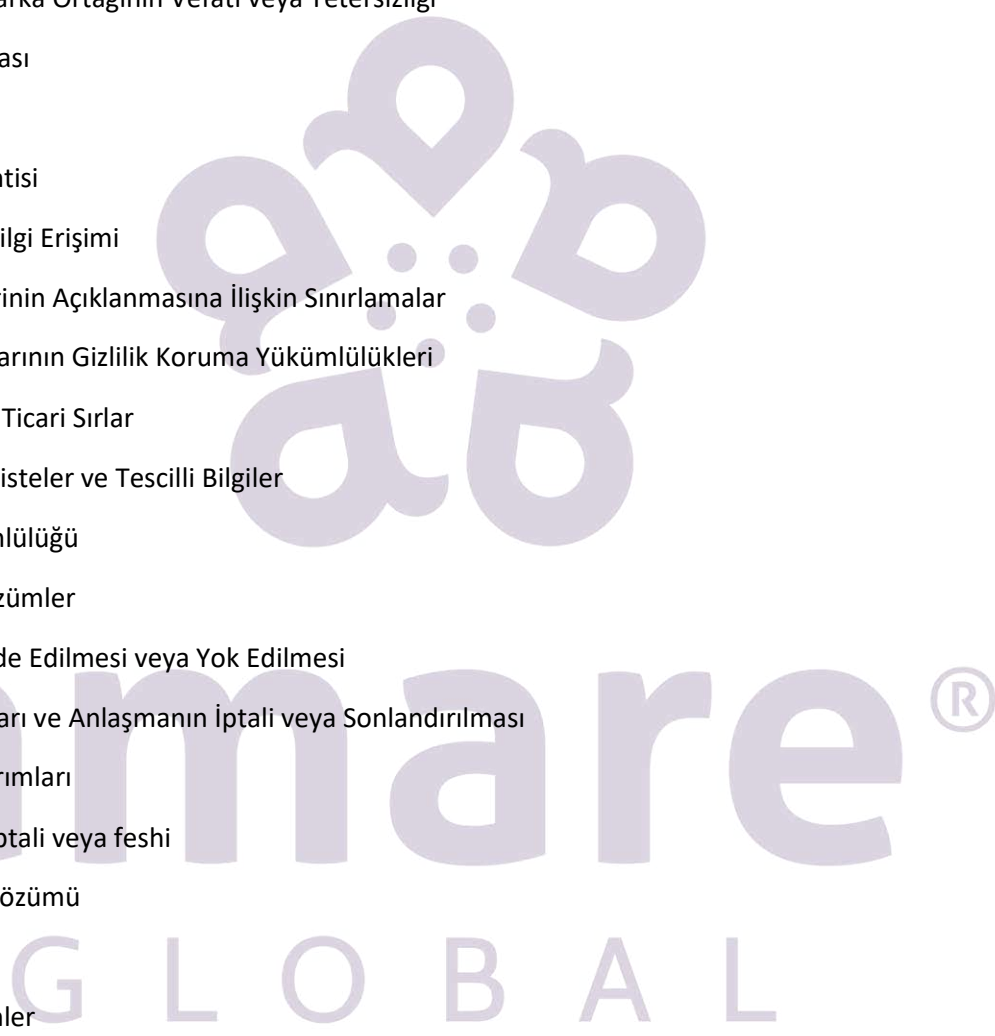 arka Ortağının Vefatı veya Yetersizliği
ası
ntisi
ilgi Erişimi
rinin Açıklanmasına İlişkin Sınırlamalar
arının Gizlilik Koruma Yükümlülükleri
Ticari Sırlar
isteler ve Tescilli Bilgiler
nlülüğü
zümler
de Edilmesi veya Yok Edilmesi
arı ve Anlaşmanın İptali veya Sonlandırılması
rımları
ptali veya feshi
özümü
mare®
GLOBAL
ler